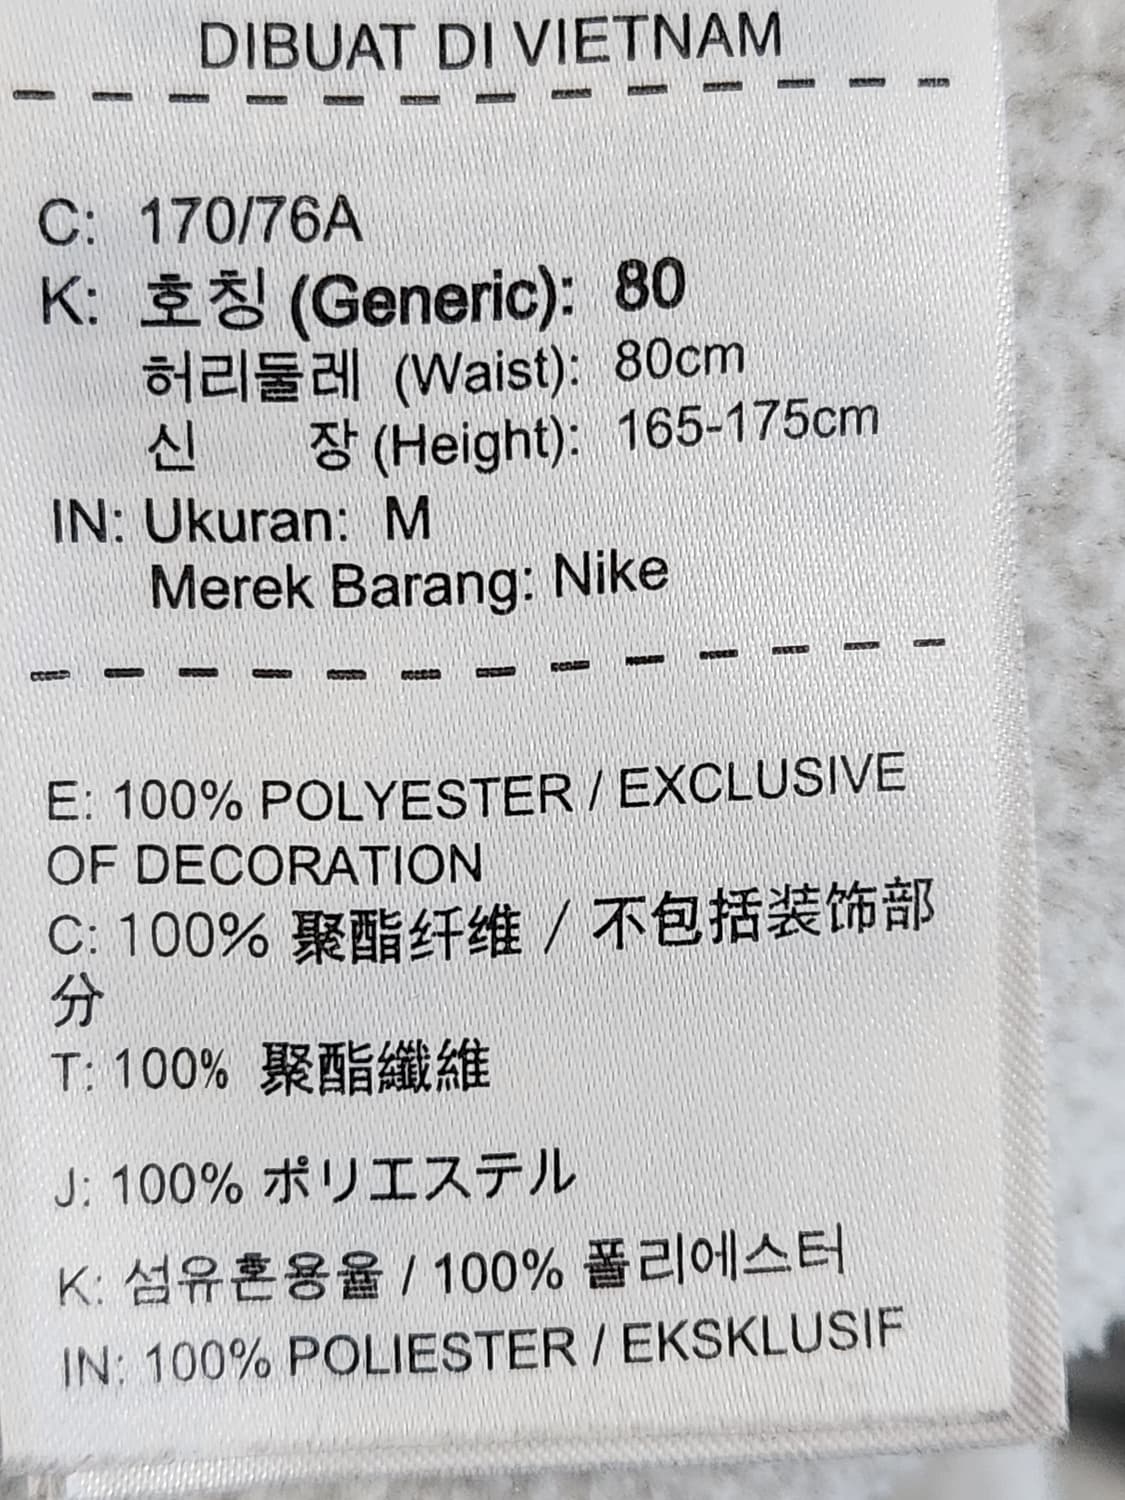 DIBUAT DI VIETNAM
C: 170/76A
K: 호칭 (Generic): 80
허리둘레 (Waist): 80cm
신 장 (Height): 165-175cm
IN: Ukuran: M
Merek Barang: Nike
E: 100% POLYESTER / EXCLUSIVE
OF DECORATION
C: 100% 聚酯纤维 / 不包括装饰部
分
T: 100% 聚酯纖維
J: 100% ポリエステル
K: 섬유혼용율 / 100% 폴리에스터
IN: 100% POLIESTER / EKSKLUSIF